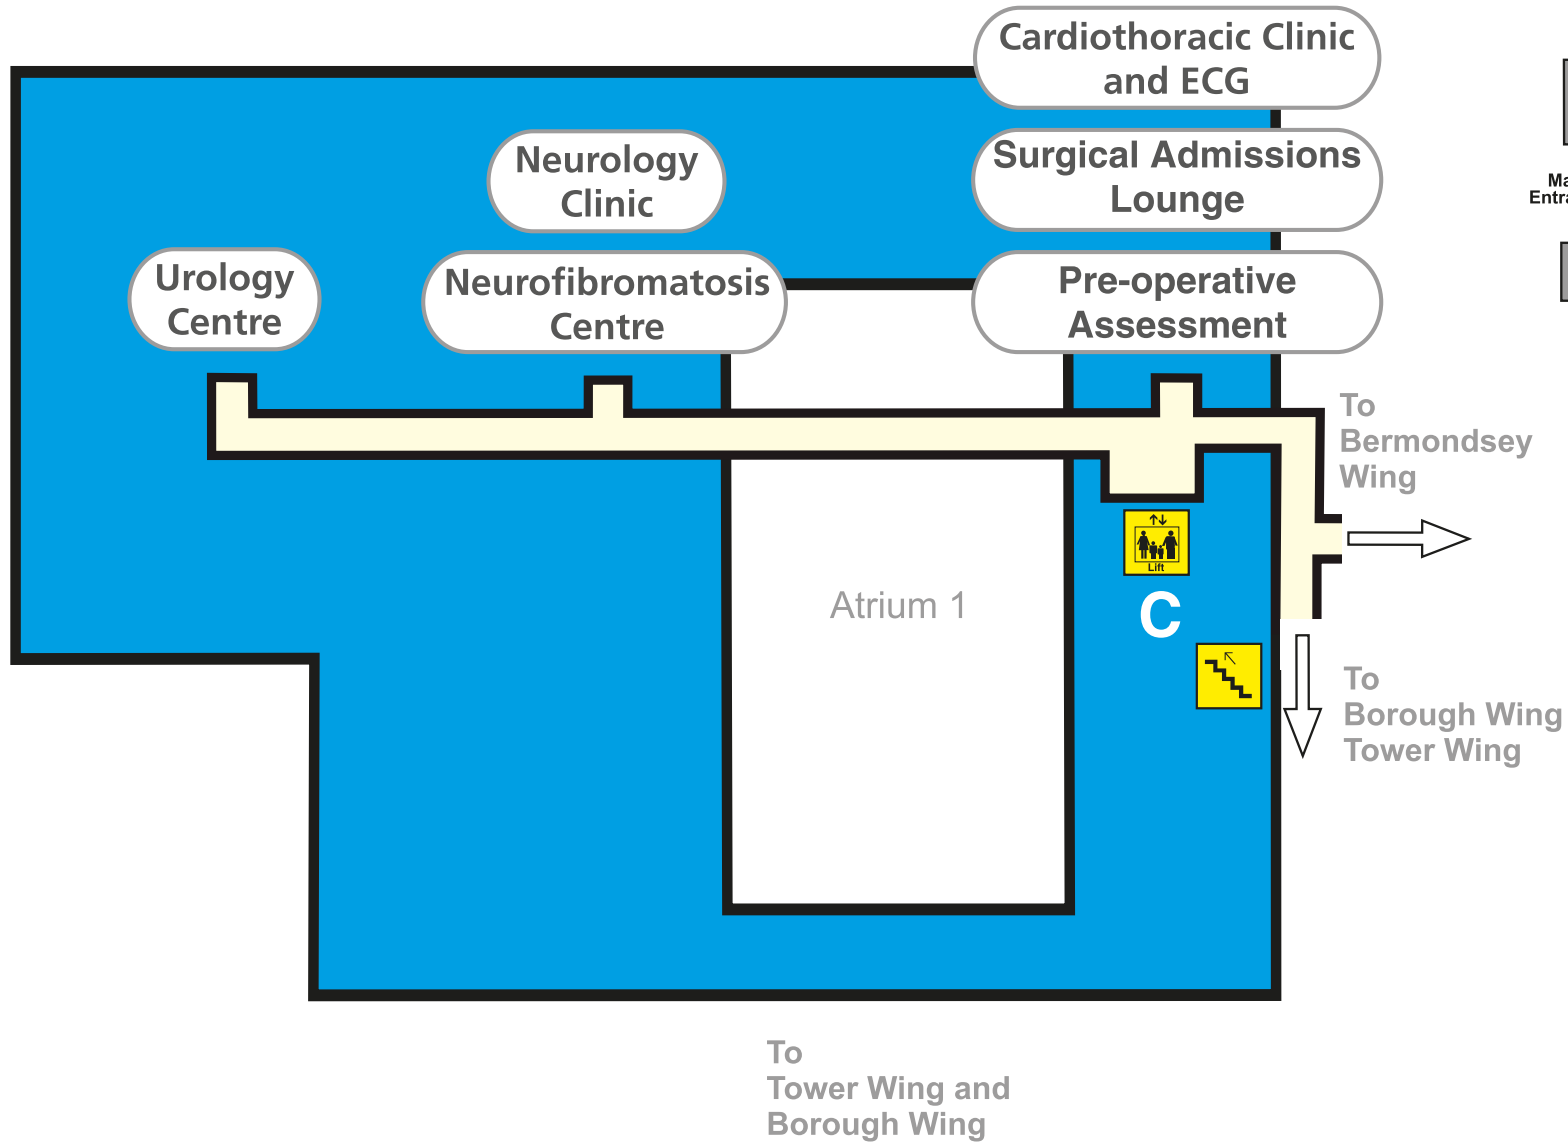 Cardiothoracic Clinic
and ECG
Neurology
Clinic
Surgical Admissions
Lounge
Urology
Centre
Neurofibromatosis
Centre
Pre-operative
Assessment
To
Bermondsey
Wing
Lift
C
Atrium 1
To
Borough Wing
Tower Wing
To
Tower Wing and
Borough Wing